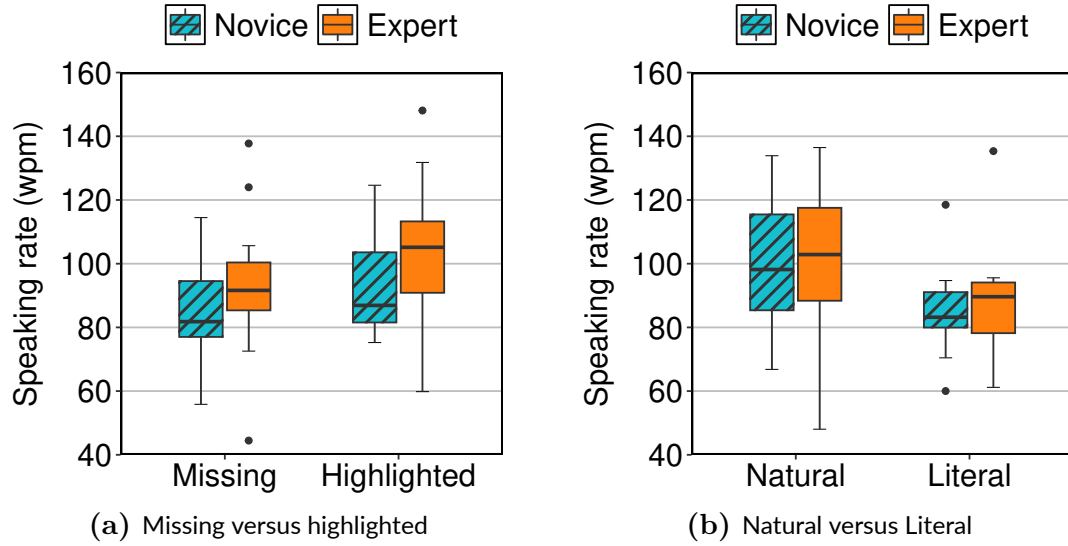 Novice Expert
160
140
120
100
80
60
40
Speaking rate (wpm)
Missing Highlighted
(a) Missing versus highlighted
Novice Expert
160
140
120
100
80
60
40
Speaking rate (wpm)
Natural Literal
(b) Natural versus Literal